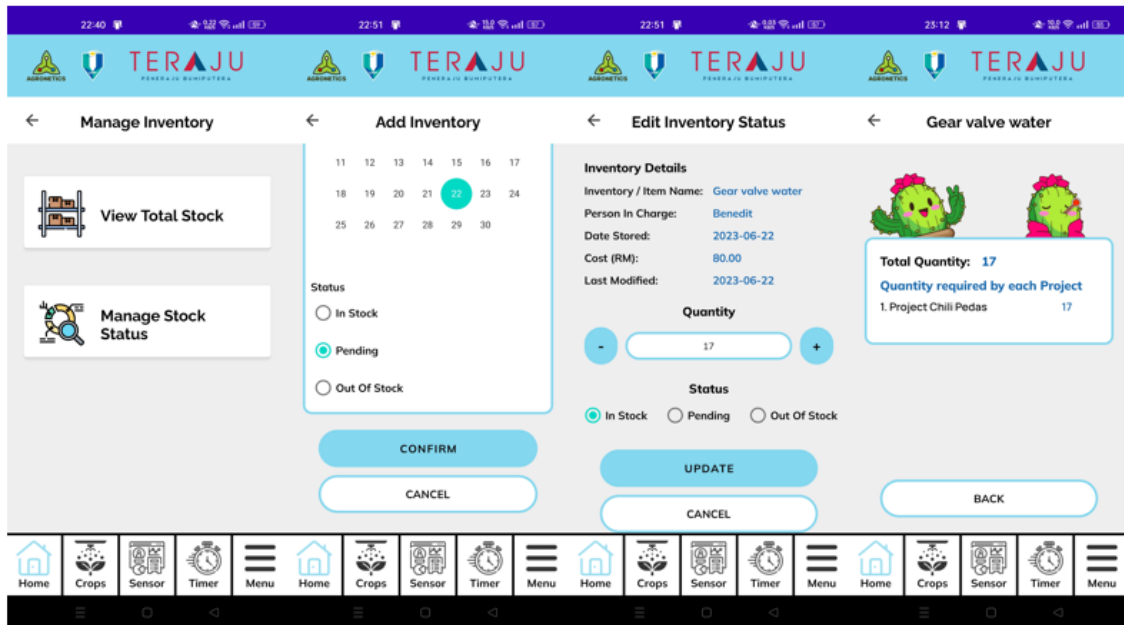 22:40
AGRONETICS
TERAJU
PENERAJU BUMIPUTERA
Manage Inventory
View Total Stock
Manage Stock
Status
Home Crops Sensor Timer Menu
22:51
AGRONETICS
TERAJU
PENERAJU BUMIPUTERA
Add Inventory
11 12 13 14 15 16 17
18 19 20 21 22 23 24
25 26 27 28 29 30
Status
In Stock
Pending
Out Of Stock
CONFIRM
CANCEL
Home Crops Sensor Timer Menu
22:51
AGRONETICS
TERAJU
PENERAJU BUMIPUTERA
Edit Inventory Status
Inventory Details
Inventory / Item Name: Gear valve water
Person In Charge: Benedit
Date Stored: 2023-06-22
Cost (RM): 80.00
Last Modified: 2023-06-22
Quantity
- 17 +
Status
In Stock Pending Out Of Stock
UPDATE
CANCEL
Home Crops Sensor Timer Menu
23:12
AGRONETICS
TERAJU
PENERAJU BUMIPUTERA
Gear valve water
Total Quantity: 17
Quantity required by each Project
1. Project Chili Pedas 17
BACK
Home Crops Sensor Timer Menu